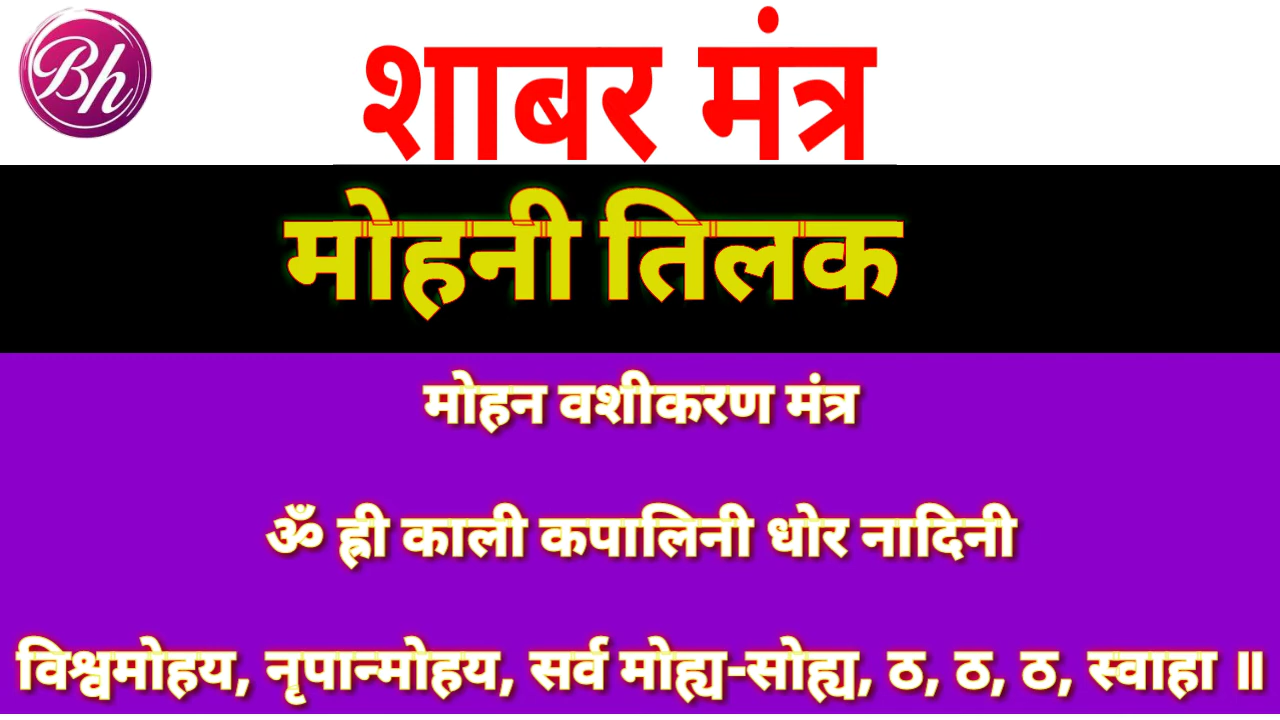 Bh
शाबर मंत्र
मोहनी तिलक
मोहन वशीकरण मंत्र
ॐ ह्री काली कपालिनी धोर नादिनी
विश्वमोहय, नृपान्मोहय, सर्व मोह्य-सोह्य, ठ, ठ, ठ, स्वाहा ॥